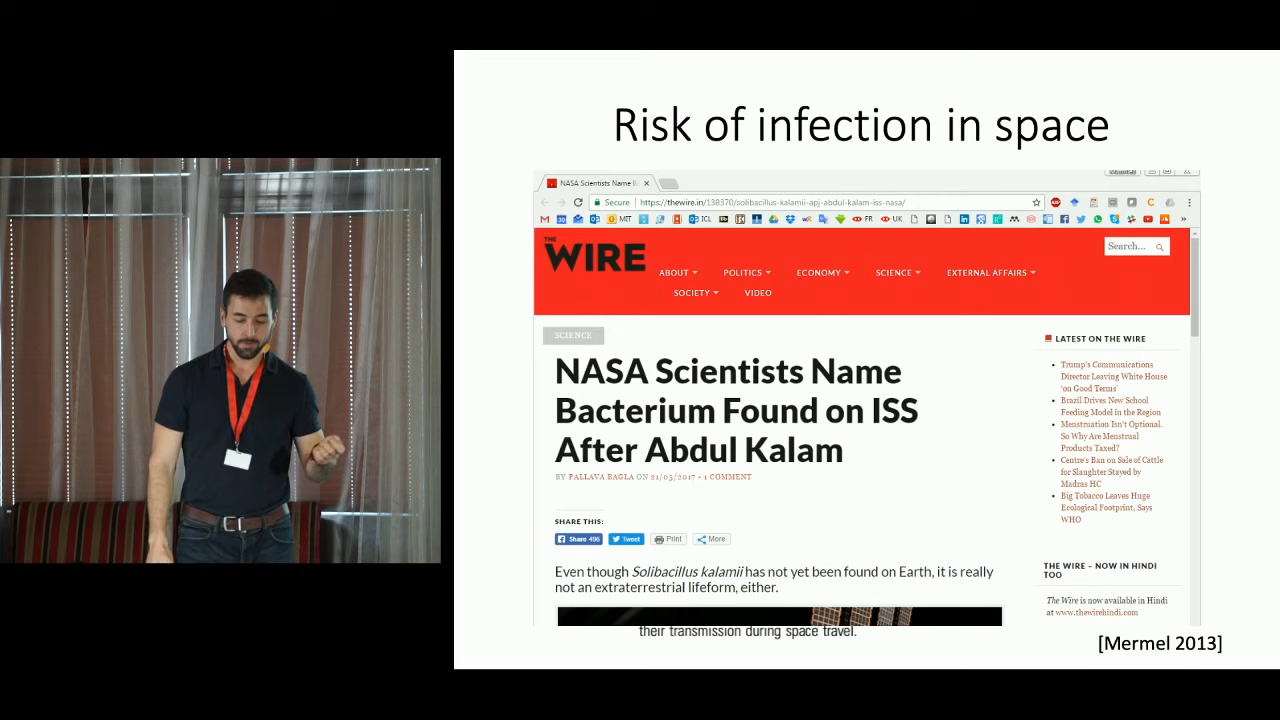 Risk of infection in space
NASA Scientists Name
Secure
https://thewire.in/138370/solibacillus-kalamii-apj-abdul-kalam-iss-nasa/
MIT
ICL
FR
UK
THE
WIRE
Search...
ABOUT
POLITICS
ECONOMY
SCIENCE
EXTERNAL AFFAIRS
SOCIETY
VIDEO
SCIENCE
NASA Scientists Name
Bacterium Found on ISS
After Abdul Kalam
BY PALLAVA BAGLA ON 21/05/2017 • 1 COMMENT
SHARE THIS:
Share 496
Tweet
Print
More
Even though Solibacillus kalamii has not yet been found on Earth, it is really
not an extraterrestrial lifeform, either.
LATEST ON THE WIRE
Trump's Communications
Director Leaving White House
'on Good Terms'
Brazil Drives New School
Feeding Model in the Region
Menstruation Isn't Optional.
So Why Are Menstrual
Products Taxed?
Centre's Ban on Sale of Cattle
for Slaughter Stayed by
Madras HC
Big Tobacco Leaves Huge
Ecological Footprint, Says
WHO
THE WIRE – NOW IN HINDI
TOO
The Wire is now available in Hindi
at www.thewirehindi.com
their transmission during space travel.
[Mermel 2013]